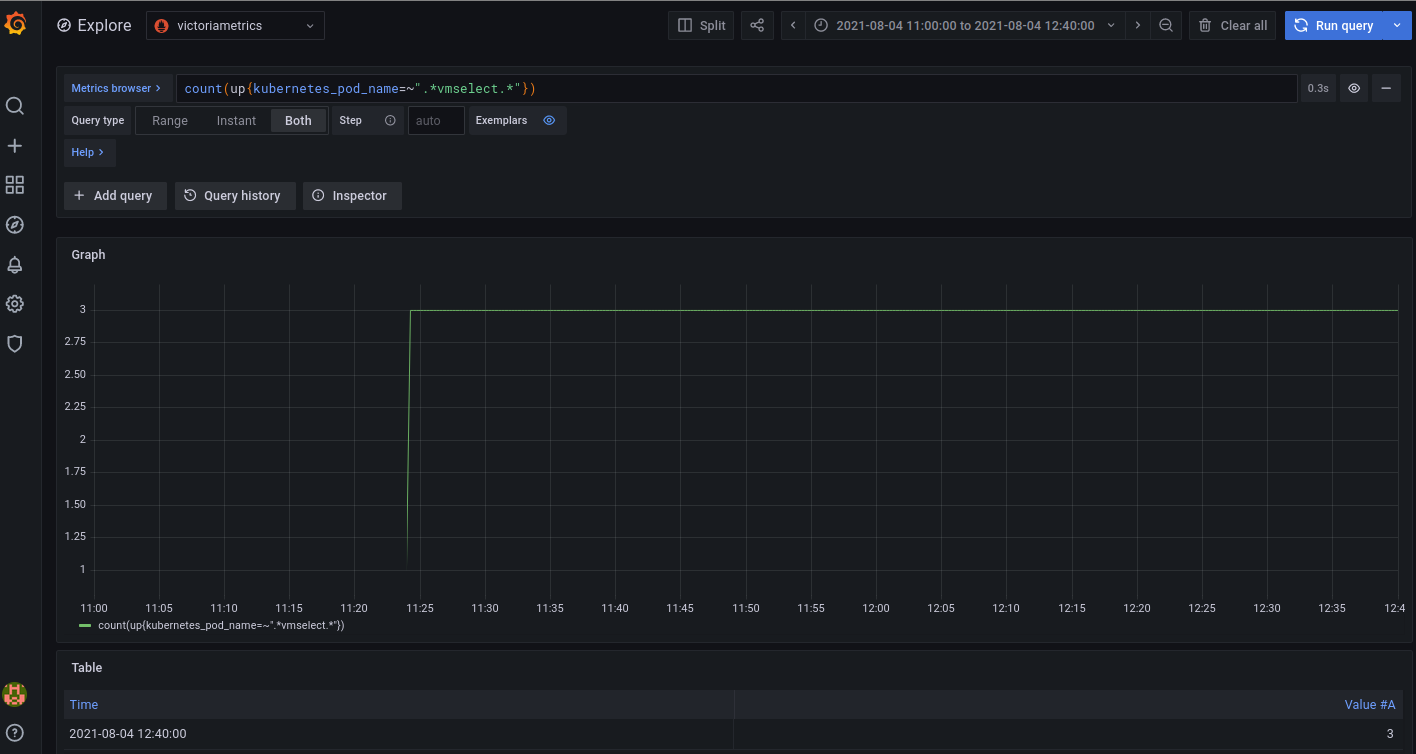 Explore victoriametrics Split 2021-08-04 11:00:00 to 2021-08-04 12:40:00 Clear all Run query
Metrics browser > count(up{kubernetes_pod_name=~".*vmselect.*"}) 0.3s
Query type Range Instant Both Step auto Exemplars
Help >
+ Add query Query history Inspector
Graph
3
2.75
2.50
2.25
2
1.75
1.50
1.25
1
11:00 11:05 11:10 11:15 11:20 11:25 11:30 11:35 11:40 11:45 11:50 11:55 12:00 12:05 12:10 12:15 12:20 12:25 12:30 12:35 12:4
count(up{kubernetes_pod_name=~".*vmselect.*"})
Table
Time Value #A
2021-08-04 12:40:00 3